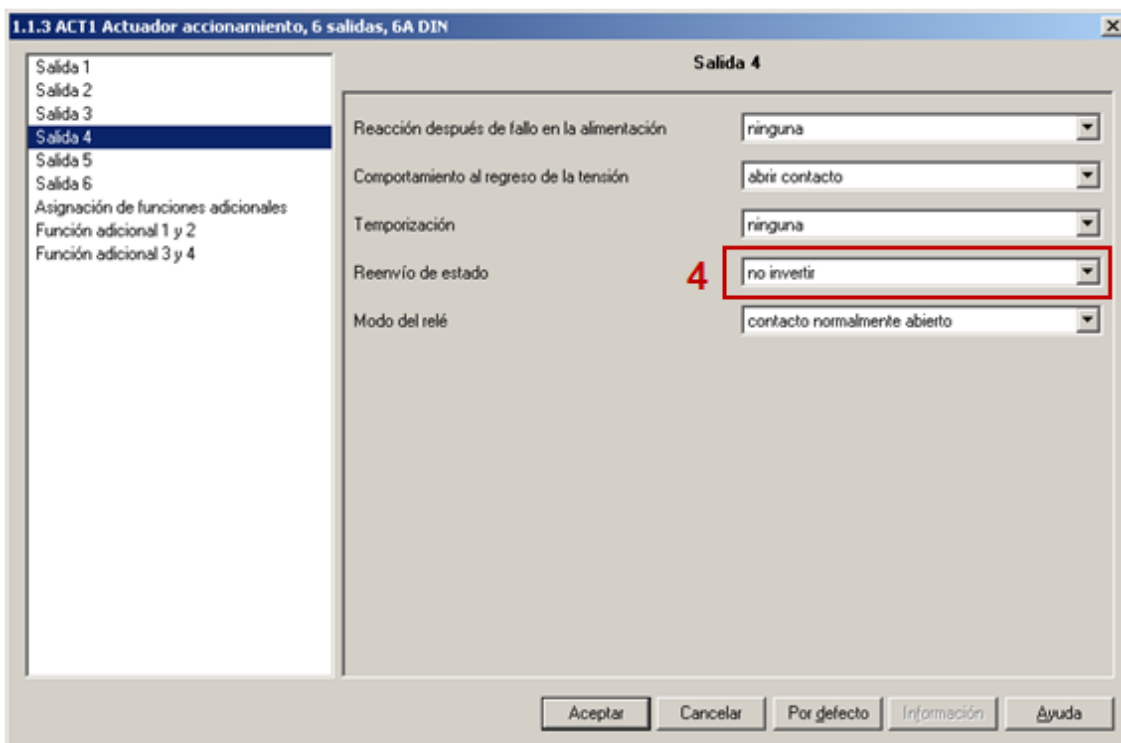 1.1.3 ACT1 Actuador accionamiento, 6 salidas, 6A DIN
Salida 1
Salida 2
Salida 3
Salida 4
Salida 5
Salida 6
Asignación de funciones adicionales
Función adicional 1 y 2
Función adicional 3 y 4
Salida 4
Reacción después de fallo en la alimentación ninguna
Comportamiento al regreso de la tensión abrir contacto
Temporización ninguna
Reenvío de estado 4 no invertir
Modo del relé contacto normalmente abierto
Aceptar Cancelar Por defecto Información Ayuda